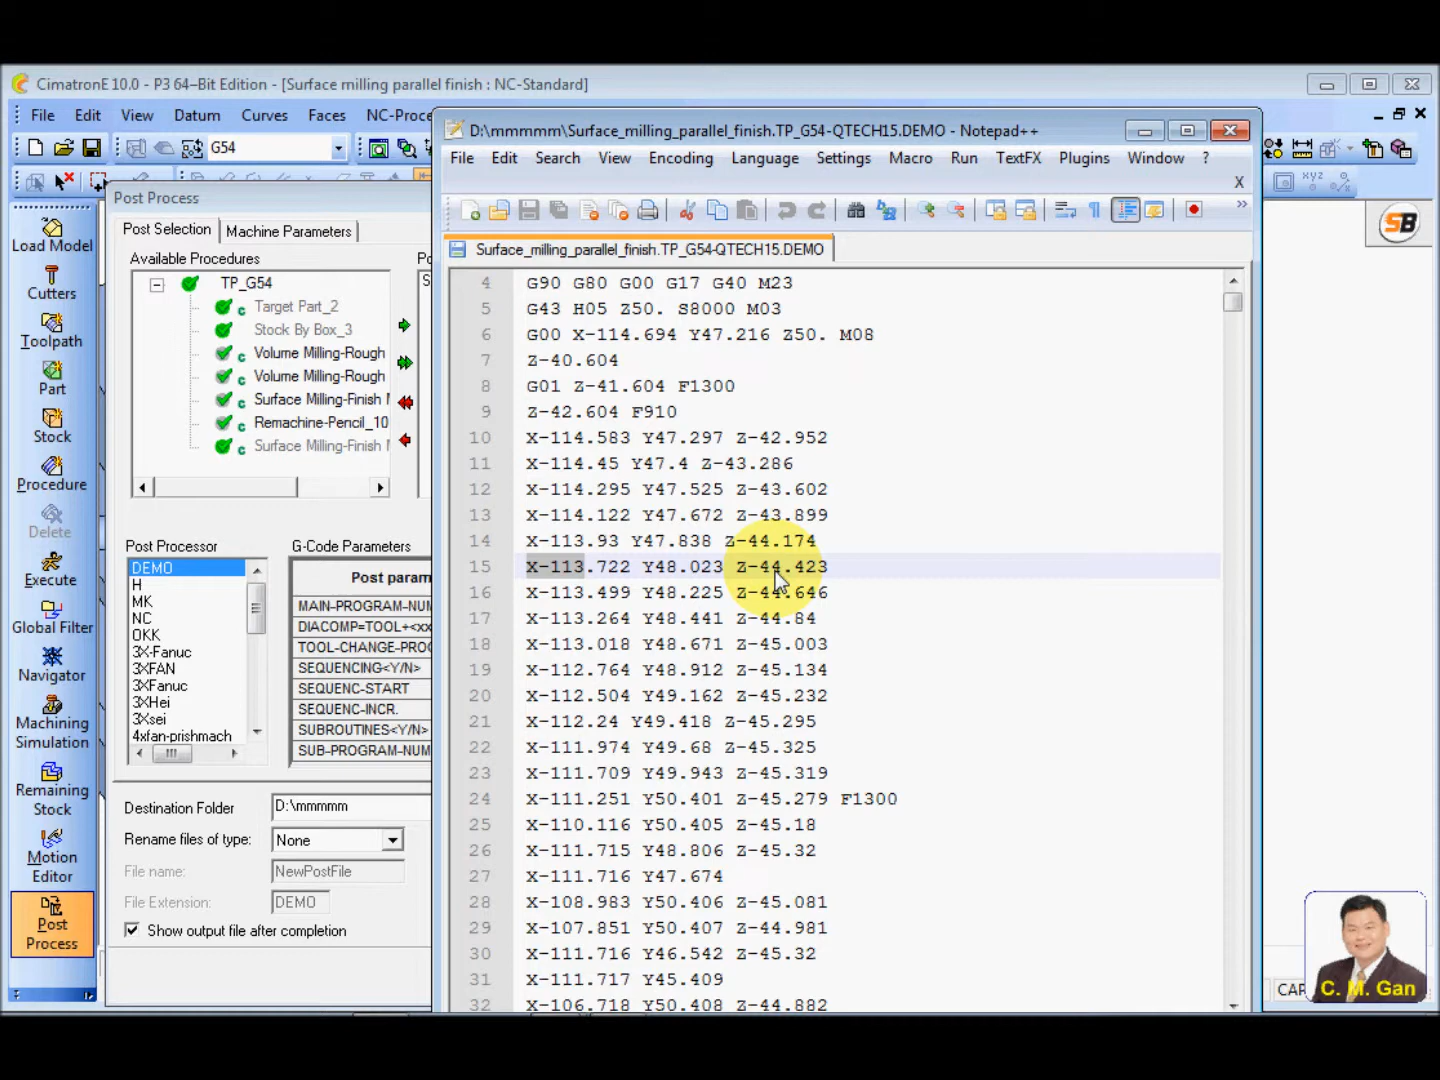 CimatronE 10.0 - P3 64-Bit Edition - [Surface milling parallel finish : NC-Standard]
File Edit View Datum Curves Faces NC-Proce
G54
Load Model
Cutters
Toolpath
Part
Stock
Procedure
Delete
Execute
Global Filter
Navigator
Machining
Simulation
Remaining
Stock
Motion
Editor
Post
Process
Post Process
Post Selection
Machine Parameters
Available Procedures
TP_G54
Target Part_2
Stock By Box_3
Volume Milling-Rough
Volume Milling-Rough
Surface Milling-Finish
Remachine-Pencil_10
Surface Milling-Finish
Post Processor
DEMO
H
MK
NC
OKK
3X-Fanuc
3XFAN
3XFanuc
3XHei
3Xsei
4xfan-prishmach
G-Code Parameters
Post param
MAIN-PROGRAM-NUM
DIACOMP=TOOL+<xx
TOOL-CHANGE-PRO
SEQUENCING<Y/N>
SEQUENC-START
SEQUENC-INCR.
SUBROUTINES<Y/N>
SUB-PROGRAM-NUM
Destination Folder
D:\mmmmm
Rename files of type:
None
File name:
NewPostFile
File Extension:
DEMO
Show output file after completion
D:\mmmmm\Surface_milling_parallel_finish.TP_G54-QTECH15.DEMO - Notepad++
File Edit Search View Encoding Language Settings Macro Run TextFX Plugins Window ?
X
Surface_milling_parallel_finish.TP_G54-QTECH15.DEMO
4 G90 G80 G00 G17 G40 M23
5 G43 H05 Z50. S8000 M03
6 G00 X-114.694 Y47.216 Z50. M08
7 Z-40.604
8 G01 Z-41.604 F1300
9 Z-42.604 F910
10 X-114.583 Y47.297 Z-42.952
11 X-114.45 Y47.4 Z-43.286
12 X-114.295 Y47.525 Z-43.602
13 X-114.122 Y47.672 Z-43.899
14 X-113.93 Y47.838 Z-44.174
15 X-113.722 Y48.023 Z-44.423
16 X-113.499 Y48.225 Z-44.646
17 X-113.264 Y48.441 Z-44.84
18 X-113.018 Y48.671 Z-45.003
19 X-112.764 Y48.912 Z-45.134
20 X-112.504 Y49.162 Z-45.232
21 X-112.24 Y49.418 Z-45.295
22 X-111.974 Y49.68 Z-45.325
23 X-111.709 Y49.943 Z-45.319
24 X-111.251 Y50.401 Z-45.279 F1300
25 X-110.116 Y50.405 Z-45.18
26 X-111.715 Y48.806 Z-45.32
27 X-111.716 Y47.674
28 X-108.983 Y50.406 Z-45.081
29 X-107.851 Y50.407 Z-44.981
30 X-111.716 Y46.542 Z-45.32
31 X-111.717 Y45.409
32 X-106.718 Y50.408 Z-44.882
xyz
SB
CAP
C. M. Gan